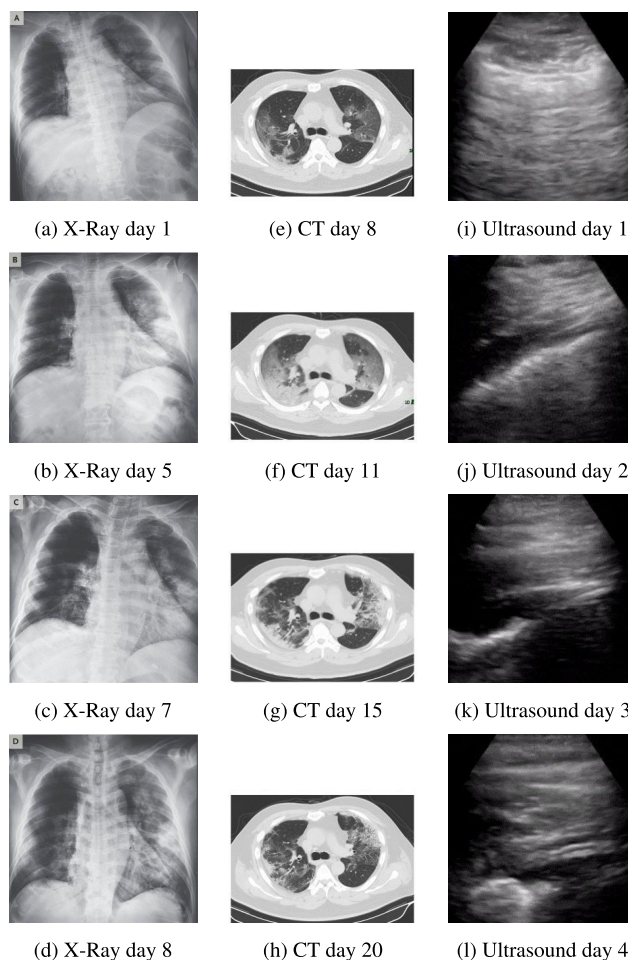 A
(a) X-Ray day 1
(e) CT day 8
(i) Ultrasound day 1
B
(b) X-Ray day 5
(f) CT day 11
(j) Ultrasound day 2
C
(c) X-Ray day 7
(g) CT day 15
(k) Ultrasound day 3
D
(d) X-Ray day 8
(h) CT day 20
(l) Ultrasound day 4